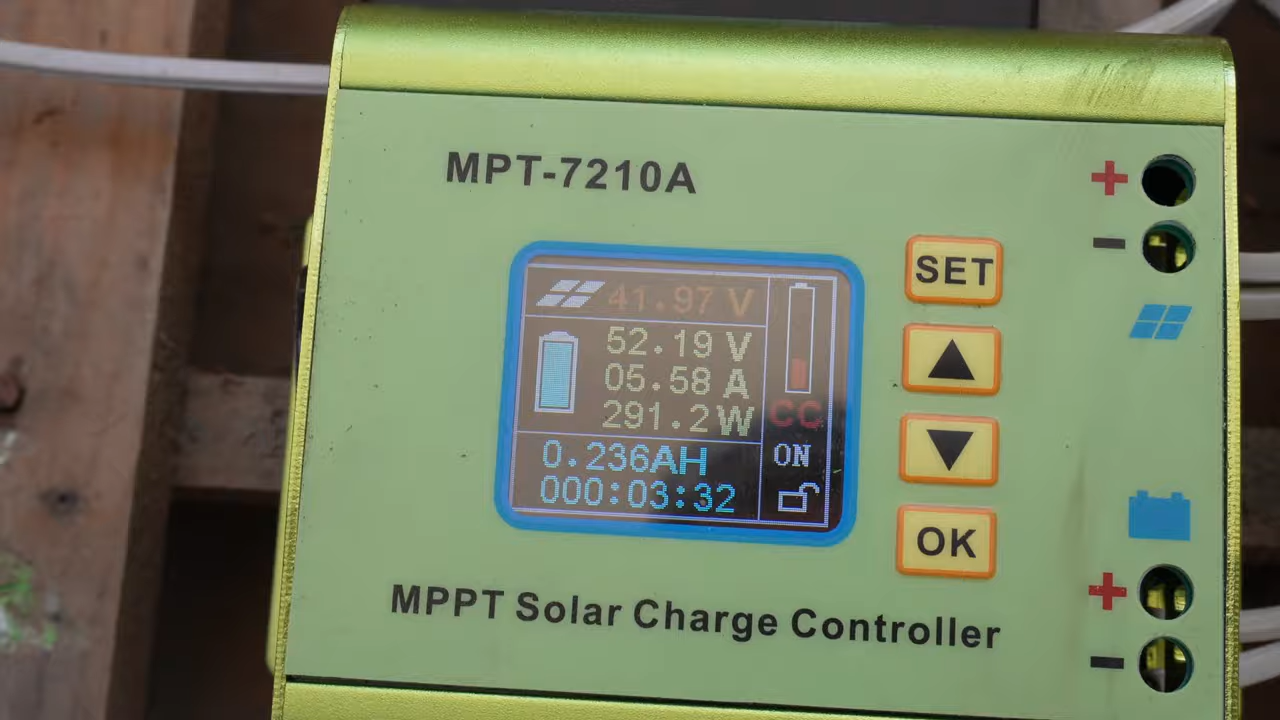 MPT-7210A
41.97 V
52.19 V
05.58 A
291.2 W
CC
0.236AH
ON
000:03:32
SET
OK
+
-
+
-
MPPT Solar Charge Controller